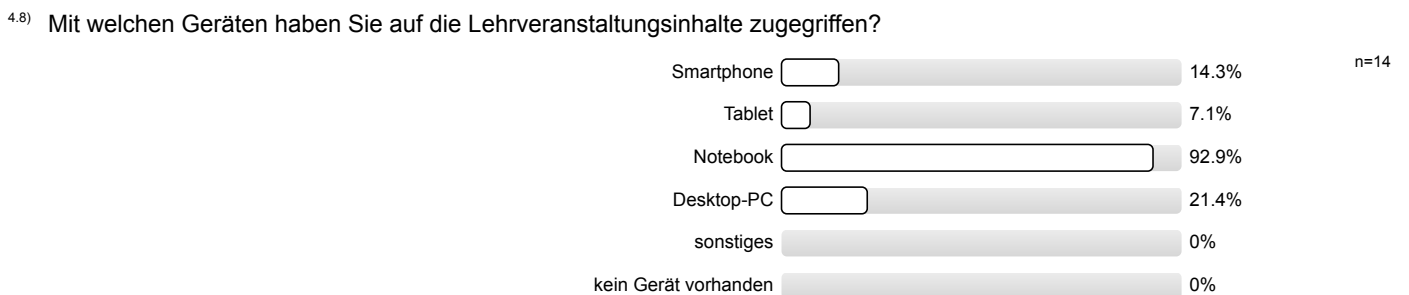 4.8) Mit welchen Geräten haben Sie auf die Lehrveranstaltungsinhalte zugegriffen?
Smartphone 14.3% n=14
Tablet 7.1%
Notebook 92.9%
Desktop-PC 21.4%
sonstiges 0%
kein Gerät vorhanden 0%